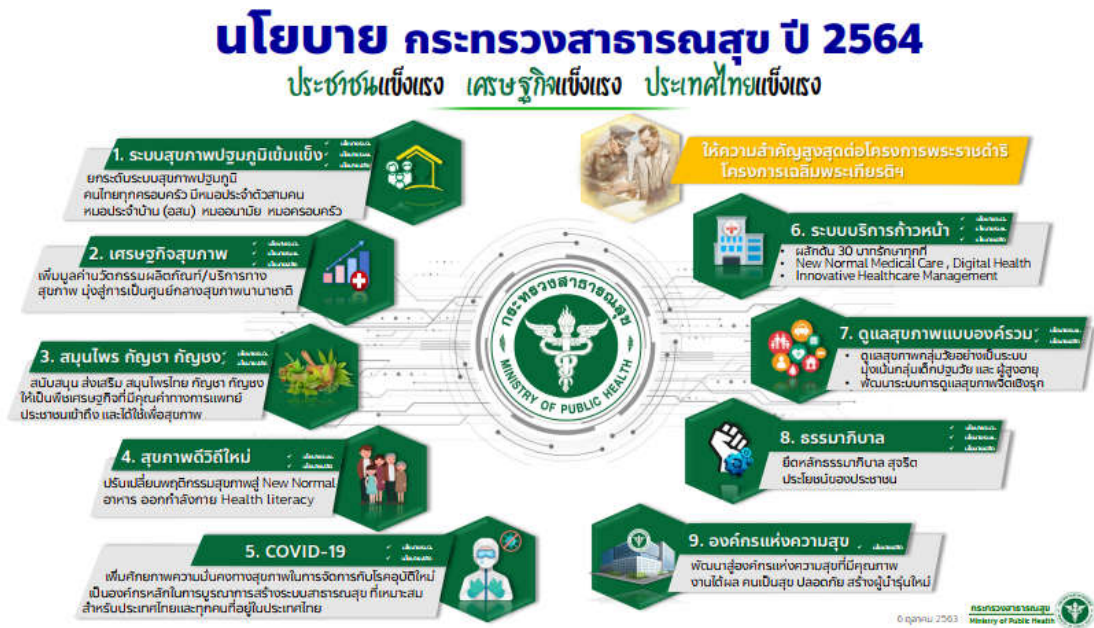 นโยบาย กระทรวงสาธารณสุข ปี 2564
ประชาชนแข็งแรง เศรษฐกิจแข็งแรง ประเทศไทยแข็งแรง
1. ระบบสุขภาพปฐมภูมิเข้มแข็ง
ยกระดับระบบสุขภาพปฐมภูมิ
คนไทยทุกครอบครัว มีหมอประจำตัวสามคน
หมอประจำบ้าน (อสม) หมออนามัย หมอครอบครัว
2. เศรษฐกิจสุขภาพ
เพิ่มมูลค่านวัตกรรมผลิตภัณฑ์/บริการทาง
สุขภาพ มุ่งสู่การเป็นศูนย์กลางสุขภาพนานาชาติ
3. สมุนไพร กัญชา กัญชง
สนับสนุน ส่งเสริม สมุนไพรไทย กัญชา กัญชง
ให้เป็นพืชเศรษฐกิจที่มีคุณค่าทางการแพทย์
ประชาชนเข้าถึง และได้ใช้เพื่อสุขภาพ
4. สุขภาพดีวิถีใหม่
ปรับเปลี่ยนพฤติกรรมสุขภาพสู่ New Normal
อาหาร ออกกำลังกาย Health literacy
5. COVID-19
เพิ่มศักยภาพความมั่นคงทางสุขภาพในการจัดการกับโรคอุบัติใหม่
เป็นองค์กรหลักในการบูรณาการสร้างระบบสาธารณสุข ที่เหมาะสม
สำหรับประเทศไทยและทุกคนที่อยู่ในประเทศไทย
กระทรวงสาธารณสุข
MINISTRY OF PUBLIC HEALTH
ให้ความสำคัญสูงสุดต่อโครงการพระราชดำริ
โครงการเฉลิมพระเกียรติฯ
6. ระบบบริการก้าวหน้า
• ผลักดัน 30 บาทรักษาทุกที่
• New Normal Medical Care , Digital Health
• Innovative Healthcare Management
7. ดูแลสุขภาพแบบองค์รวม
• ดูแลสุขภาพกลุ่มวัยอย่างเป็นระบบ
มุ่งเน้นกลุ่มเด็กปฐมวัย และ ผู้สูงอายุ
• พัฒนาระบบการดูแลสุขภาพจิตเชิงรุก
8. ธรรมาภิบาล
ยึดหลักธรรมาภิบาล สุจริต
ประโยชน์ของประชาชน
9. องค์กรแห่งความสุข
พัฒนาสู่องค์กรแห่งความสุขที่มีคุณภาพ
งานได้ผล คนเป็นสุข ปลอดภัย สร้างผู้นำรุ่นใหม่
6 ตุลาคม 2563
กระทรวงสาธารณสุข
Ministry of Public Health